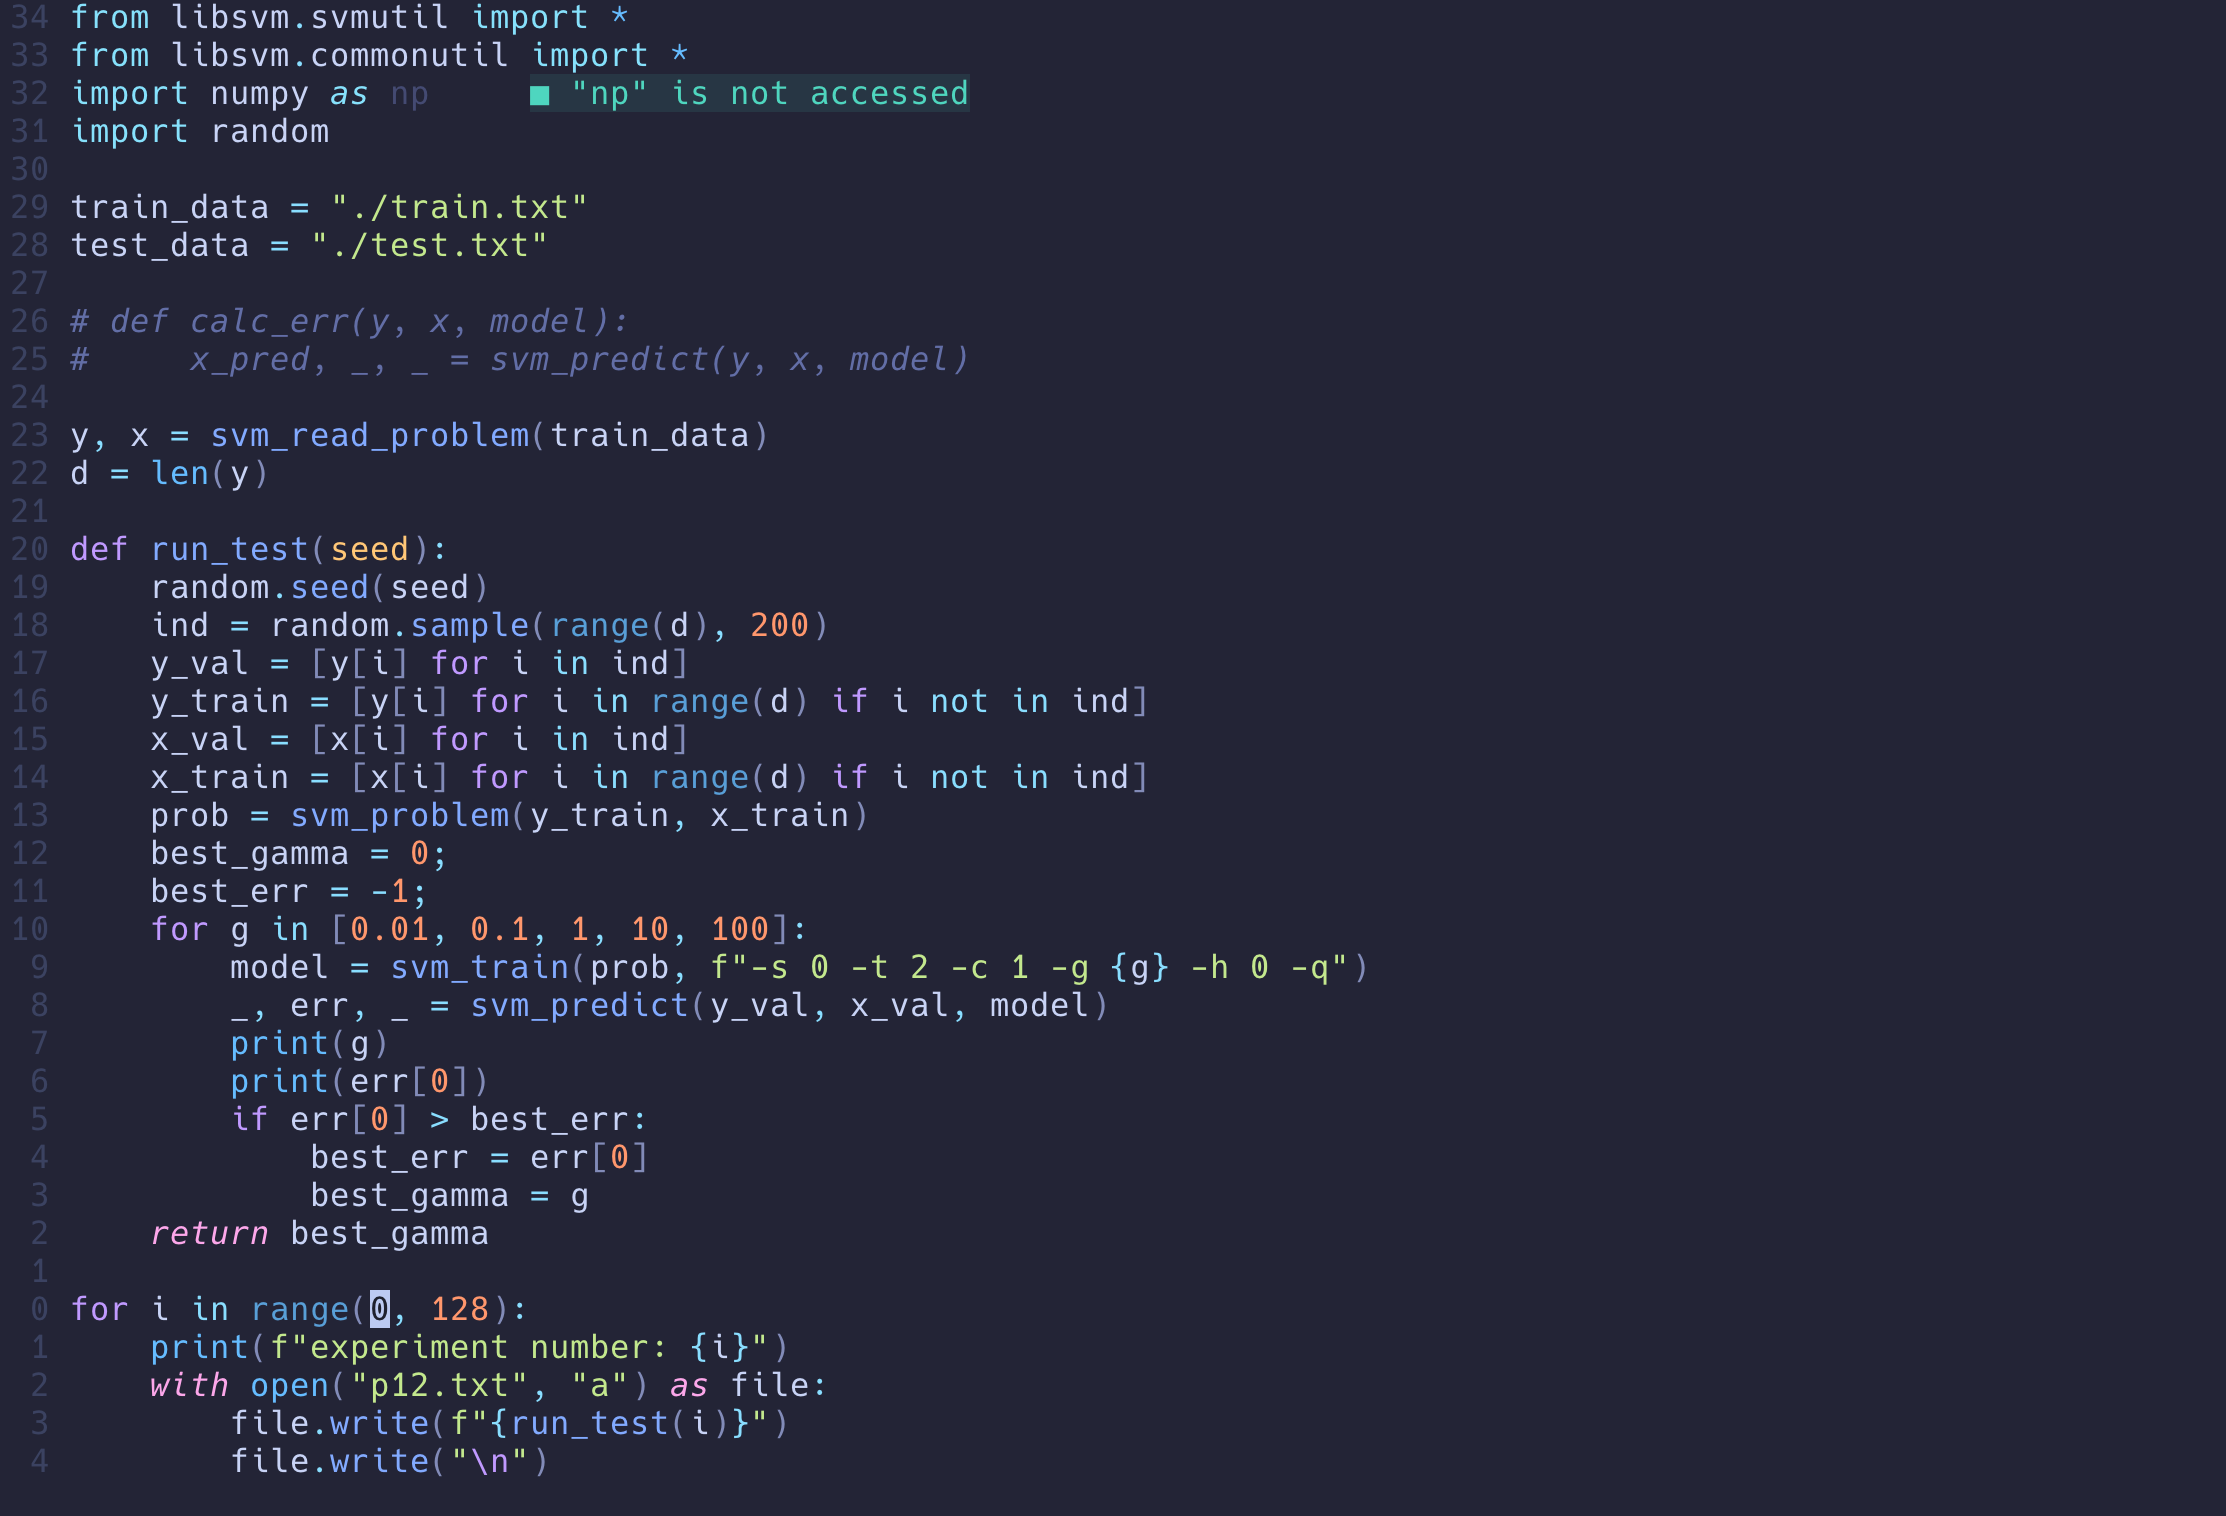 34 from libsvm.svmutil import *
33 from libsvm.commonutil import *
32 import numpy as np     ■ "np" is not accessed
31 import random
30
29 train_data = "./train.txt"
28 test_data = "./test.txt"
27
26 # def calc_err(y, x, model):
25 #     x_pred, _, _ = svm_predict(y, x, model)
24
23 y, x = svm_read_problem(train_data)
22 d = len(y)
21
20 def run_test(seed):
19     random.seed(seed)
18     ind = random.sample(range(d), 200)
17     y_val = [y[i] for i in ind]
16     y_train = [y[i] for i in range(d) if i not in ind]
15     x_val = [x[i] for i in ind]
14     x_train = [x[i] for i in range(d) if i not in ind]
13     prob = svm_problem(y_train, x_train)
12     best_gamma = 0;
11     best_err = -1;
10     for g in [0.01, 0.1, 1, 10, 100]:
 9         model = svm_train(prob, f"-s 0 -t 2 -c 1 -g {g} -h 0 -q")
 8         _, err, _ = svm_predict(y_val, x_val, model)
 7         print(g)
 6         print(err[0])
 5         if err[0] > best_err:
 4             best_err = err[0]
 3             best_gamma = g
 2     return best_gamma
 1
 0 for i in range(0, 128):
 1     print(f"experiment number: {i}")
 2     with open("p12.txt", "a") as file:
 3         file.write(f"{run_test(i)}")
 4         file.write("\n")